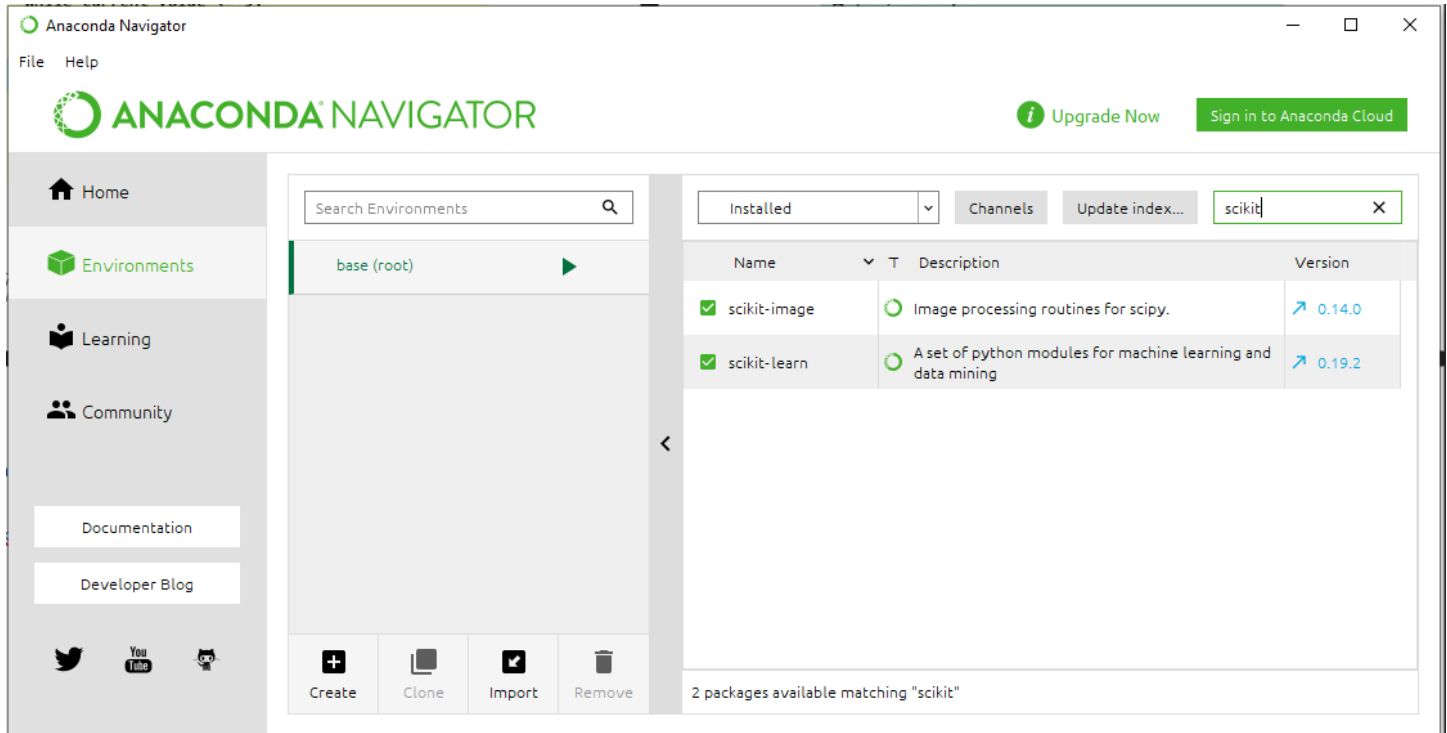 Anaconda Navigator
File Help
ANACONDA NAVIGATOR
i Upgrade Now
Sign in to Anaconda Cloud
Home
Environments
Learning
Community
Documentation
Developer Blog
You
Tube
Search Environments
base (root)
Create
Clone
Import
Remove
Installed
Channels
Update index...
scikit
Name T Description Version
scikit-image Image processing routines for scipy. 0.14.0
scikit-learn A set of python modules for machine learning and 0.19.2
data mining
2 packages available matching "scikit"